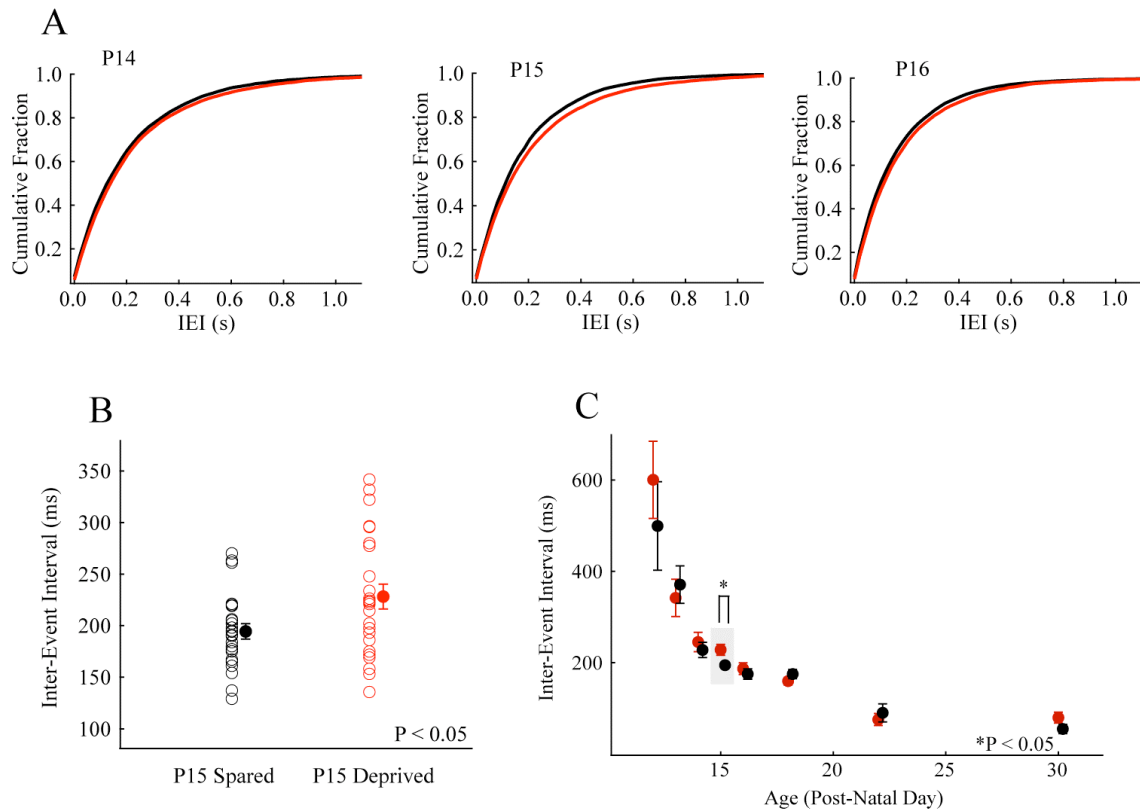 A
P14
P15
P16
Cumulative Fraction
1.0
0.8
0.6
0.4
0.2
0.0 0.2 0.4 0.6 0.8 1.0
IEI (s)
Cumulative Fraction
1.0
0.8
0.6
0.4
0.2
0.0 0.2 0.4 0.6 0.8 1.0
IEI (s)
Cumulative Fraction
1.0
0.8
0.6
0.4
0.2
0.0 0.2 0.4 0.6 0.8 1.0
IEI (s)
B
Inter-Event Interval (ms)
350
300
250
200
150
100
P < 0.05
P15 Spared P15 Deprived
C
Inter-Event Interval (ms)
600
400
200
*
*P < 0.05
15 20 25 30
Age (Post-Natal Day)